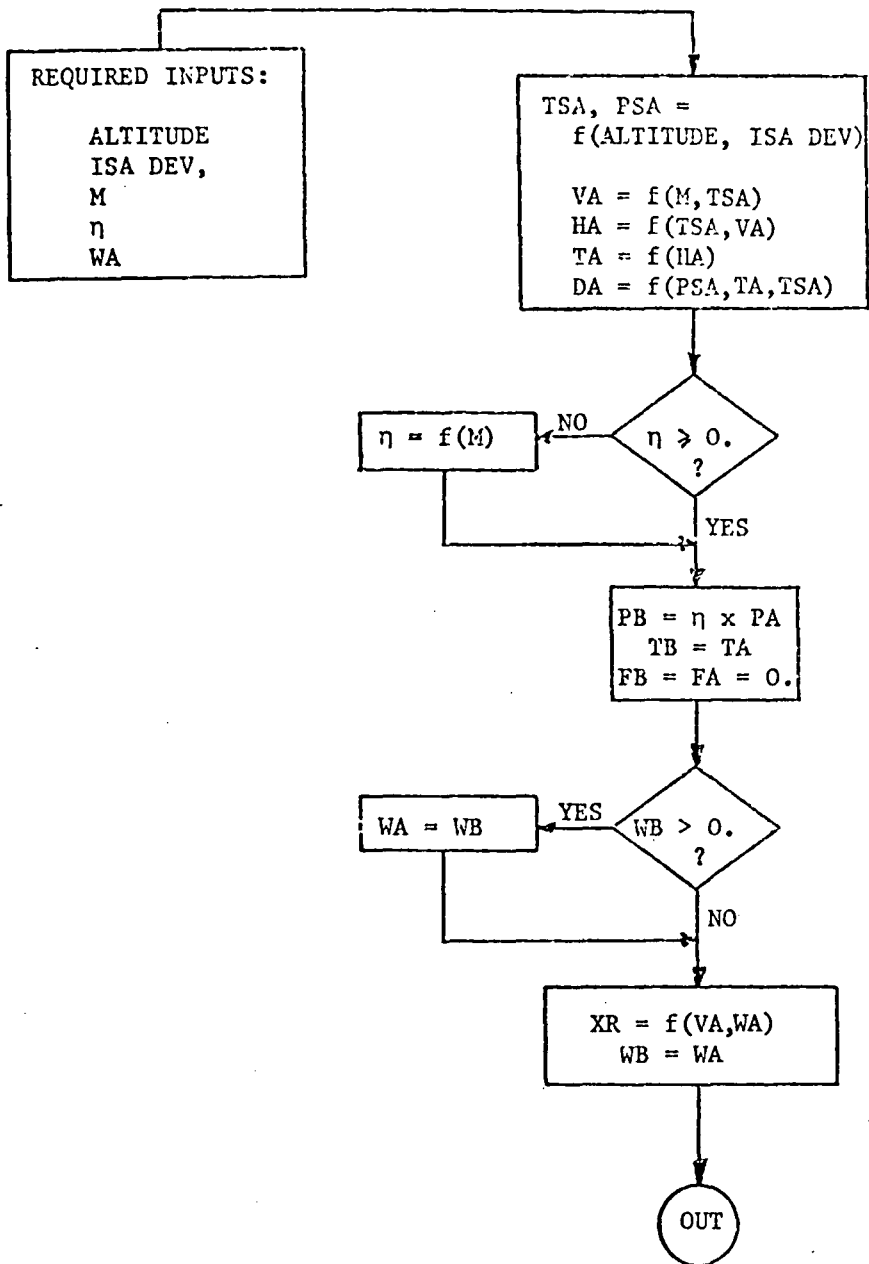 REQUIRED INPUTS:
ALTITUDE
ISA DEV,
M
η
WA
TSA, PSA =
f(ALTITUDE, ISA DEV)
VA = f(M,TSA)
HA = f(TSA,VA)
TA = f(HA)
DA = f(PSA,TA,TSA)
NO
η = f(M)
η ⩾ 0.
?
YES
PB = η x PA
TB = TA
FB = FA = 0.
YES
WA = WB
WB > 0.
?
NO
XR = f(VA,WA)
WB = WA
OUT